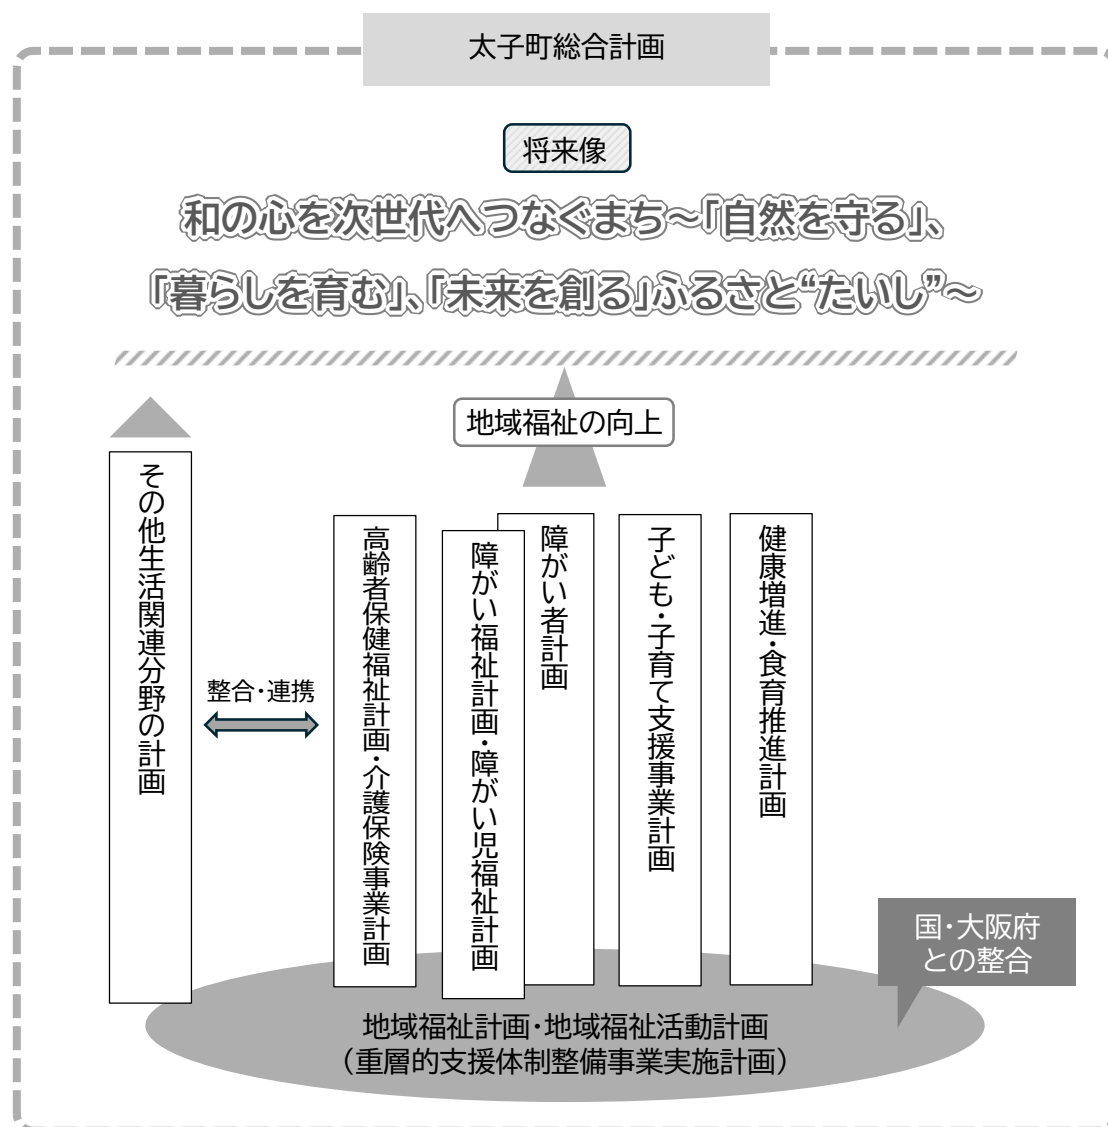 太子町総合計画
将来像
和の心を次世代へつなぐまち～「自然を守る」、
「暮らしを育む」、「未来を創る」ふるさと“たいし”～
地域福祉の向上
その他生活関連分野の計画
整合・連携
高齢者保健福祉計画・介護保険事業計画
障がい福祉計画・障がい児福祉計画
障がい者計画
子ども・子育て支援事業計画
健康増進・食育推進計画
国・大阪府
との整合
地域福祉計画・地域福祉活動計画
（重層的支援体制整備事業実施計画）